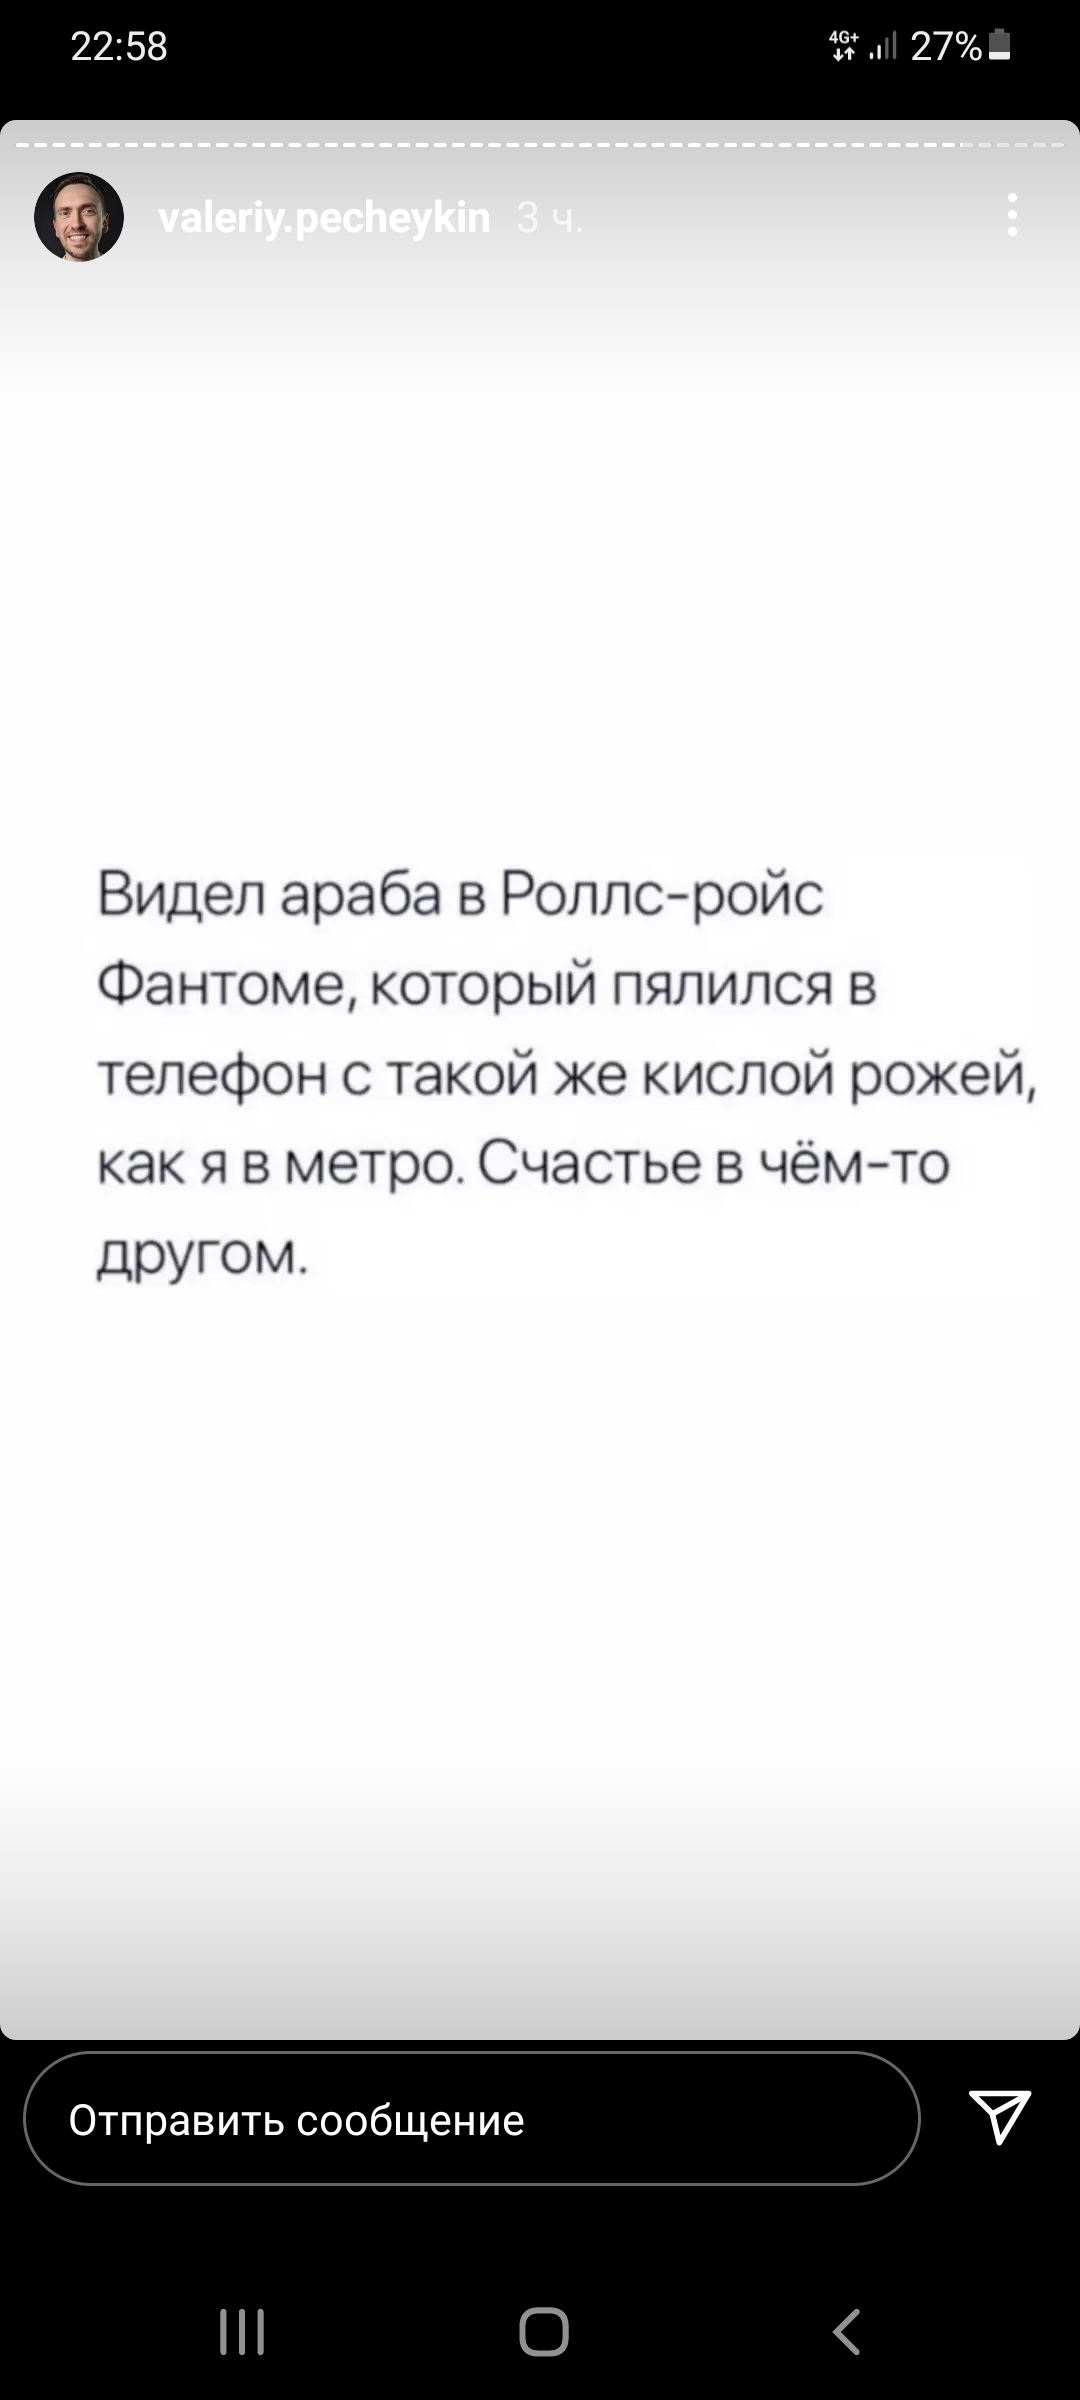 22:58
4G+
27%
valeriy.pecheykin 3 ч.
Видел араба в Роллс-ройс
Фантоме, который пялился в
телефон с такой же кислой рожей,
как я в метро. Счастье в чём-то
другом.
Отправить сообщение